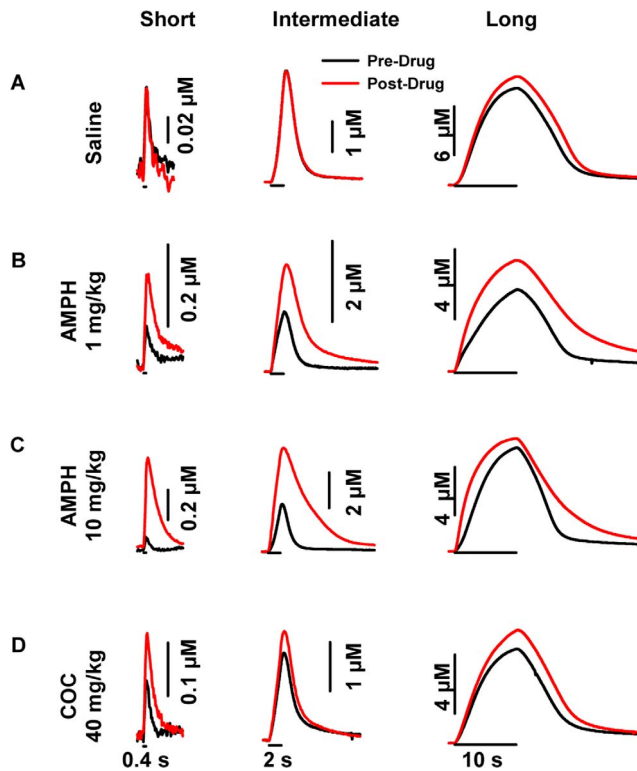 Short Intermediate Long
Pre-Drug
Post-Drug
A
Saline
0.02 µM
1 µM
6 µM
B
AMPH
1 mg/kg
0.2 µM
2 µM
4 µM
C
AMPH
10 mg/kg
0.2 µM
2 µM
4 µM
D
COC
40 mg/kg
0.1 µM
1 µM
4 µM
0.4 s 2 s 10 s